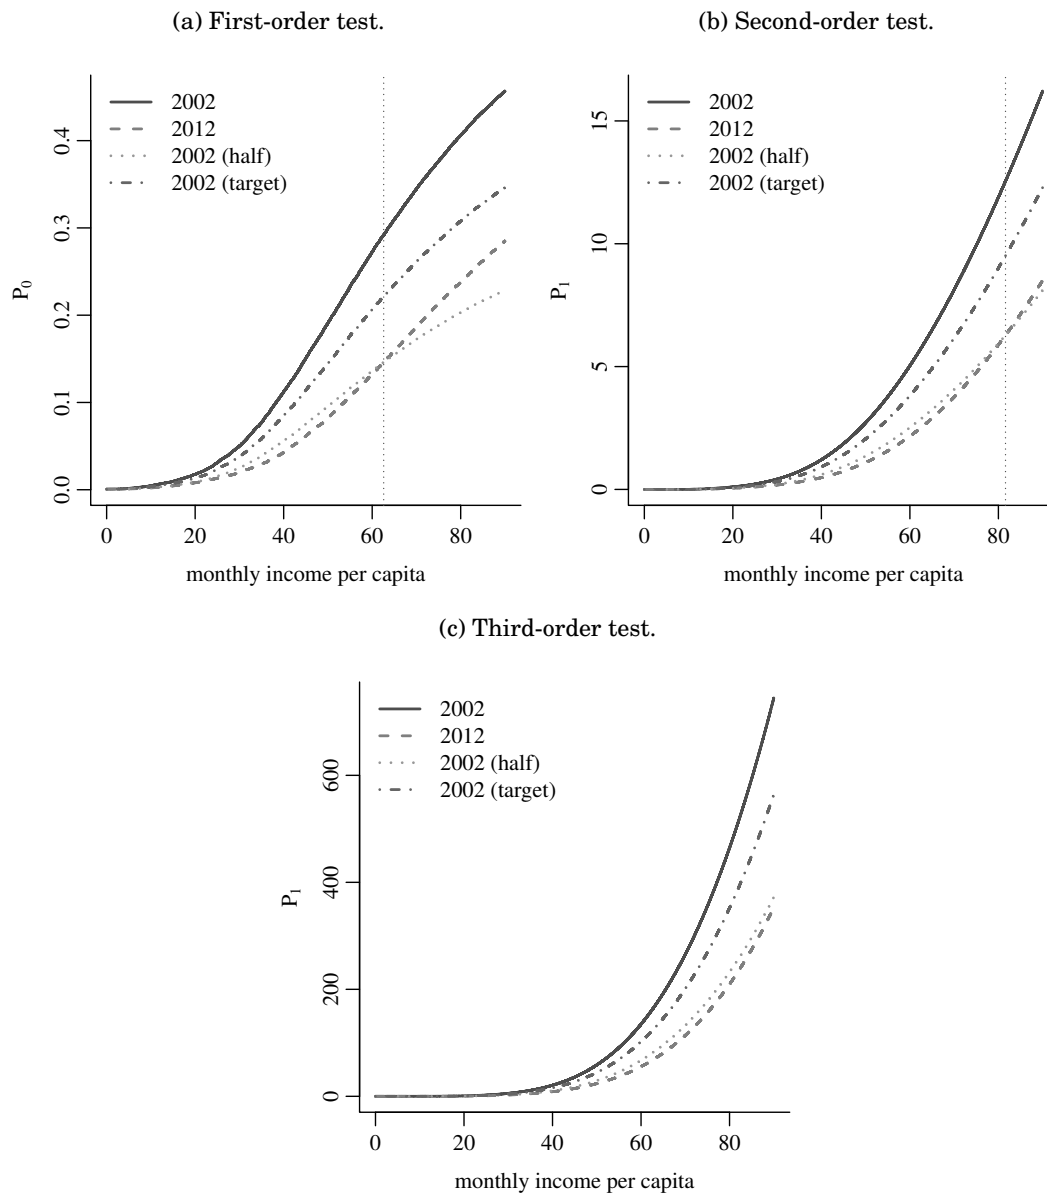 (a) First-order test.
2002
2012
2002 (half)
2002 (target)
P0
0.0 0.1 0.2 0.3 0.4
0 20 40 60 80
monthly income per capita
(b) Second-order test.
2002
2012
2002 (half)
2002 (target)
P1
0 5 10 15
0 20 40 60 80
monthly income per capita
(c) Third-order test.
2002
2012
2002 (half)
2002 (target)
P1
0 200 400 600
0 20 40 60 80
monthly income per capita